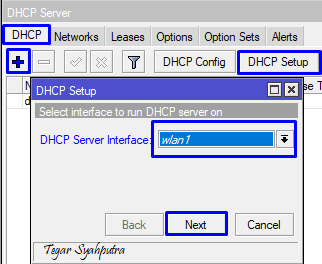 DHCP Server
DHCP Networks Leases Options Option Sets Alerts
DHCP Config DHCP Setup
DHCP Setup
Select interface to run DHCP server on
DHCP Server Interface: wlan1
Back Next Cancel
Tegar Syahputra